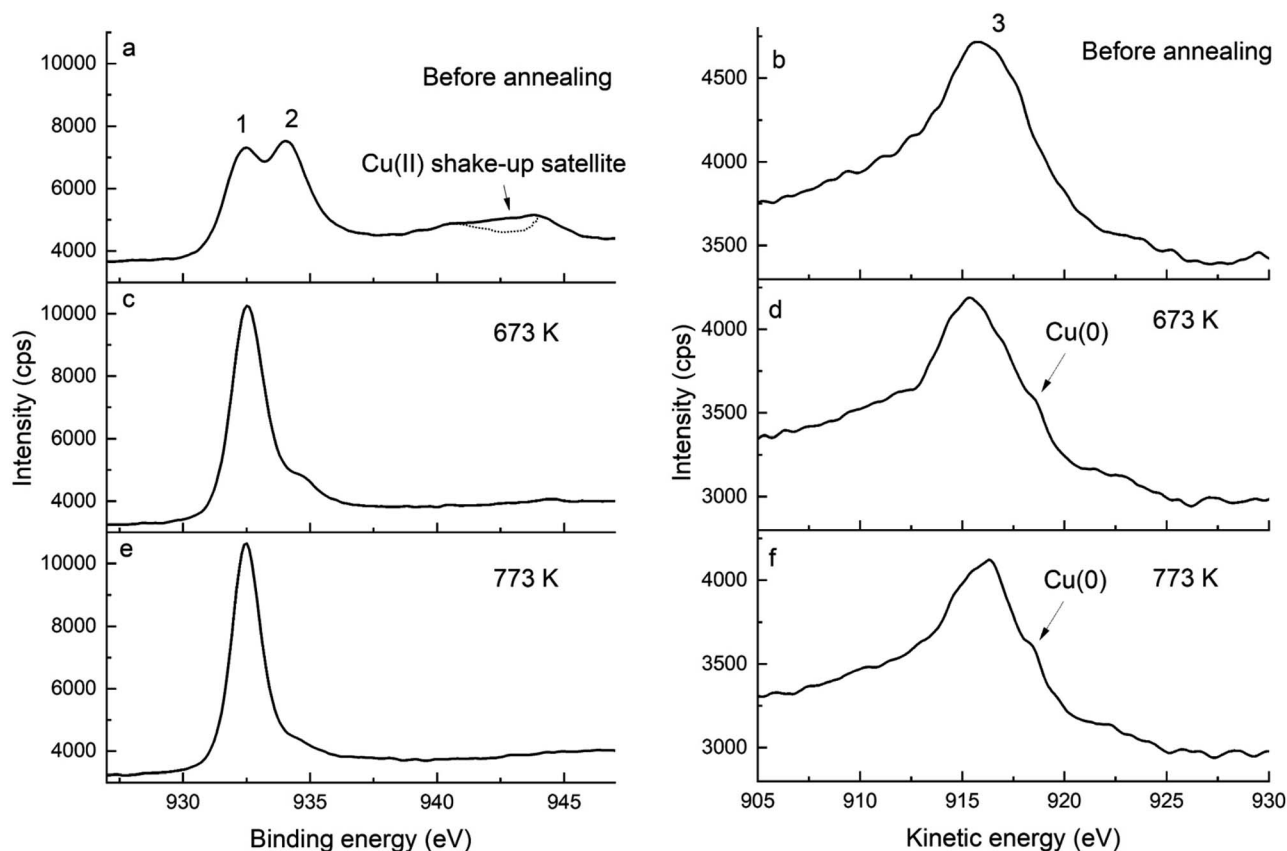 a
Before annealing
1
2
Cu(II) shake-up satellite
10000
8000
6000
4000
c
673 K
10000
8000
6000
4000
e
773 K
10000
8000
6000
4000
Intensity (cps)
930
935
940
945
Binding energy (eV)
b
3
Before annealing
4500
4000
3500
d
673 K
Cu(0)
4000
3500
3000
f
773 K
Cu(0)
4000
3500
3000
Intensity (cps)
905
910
915
920
925
930
Kinetic energy (eV)